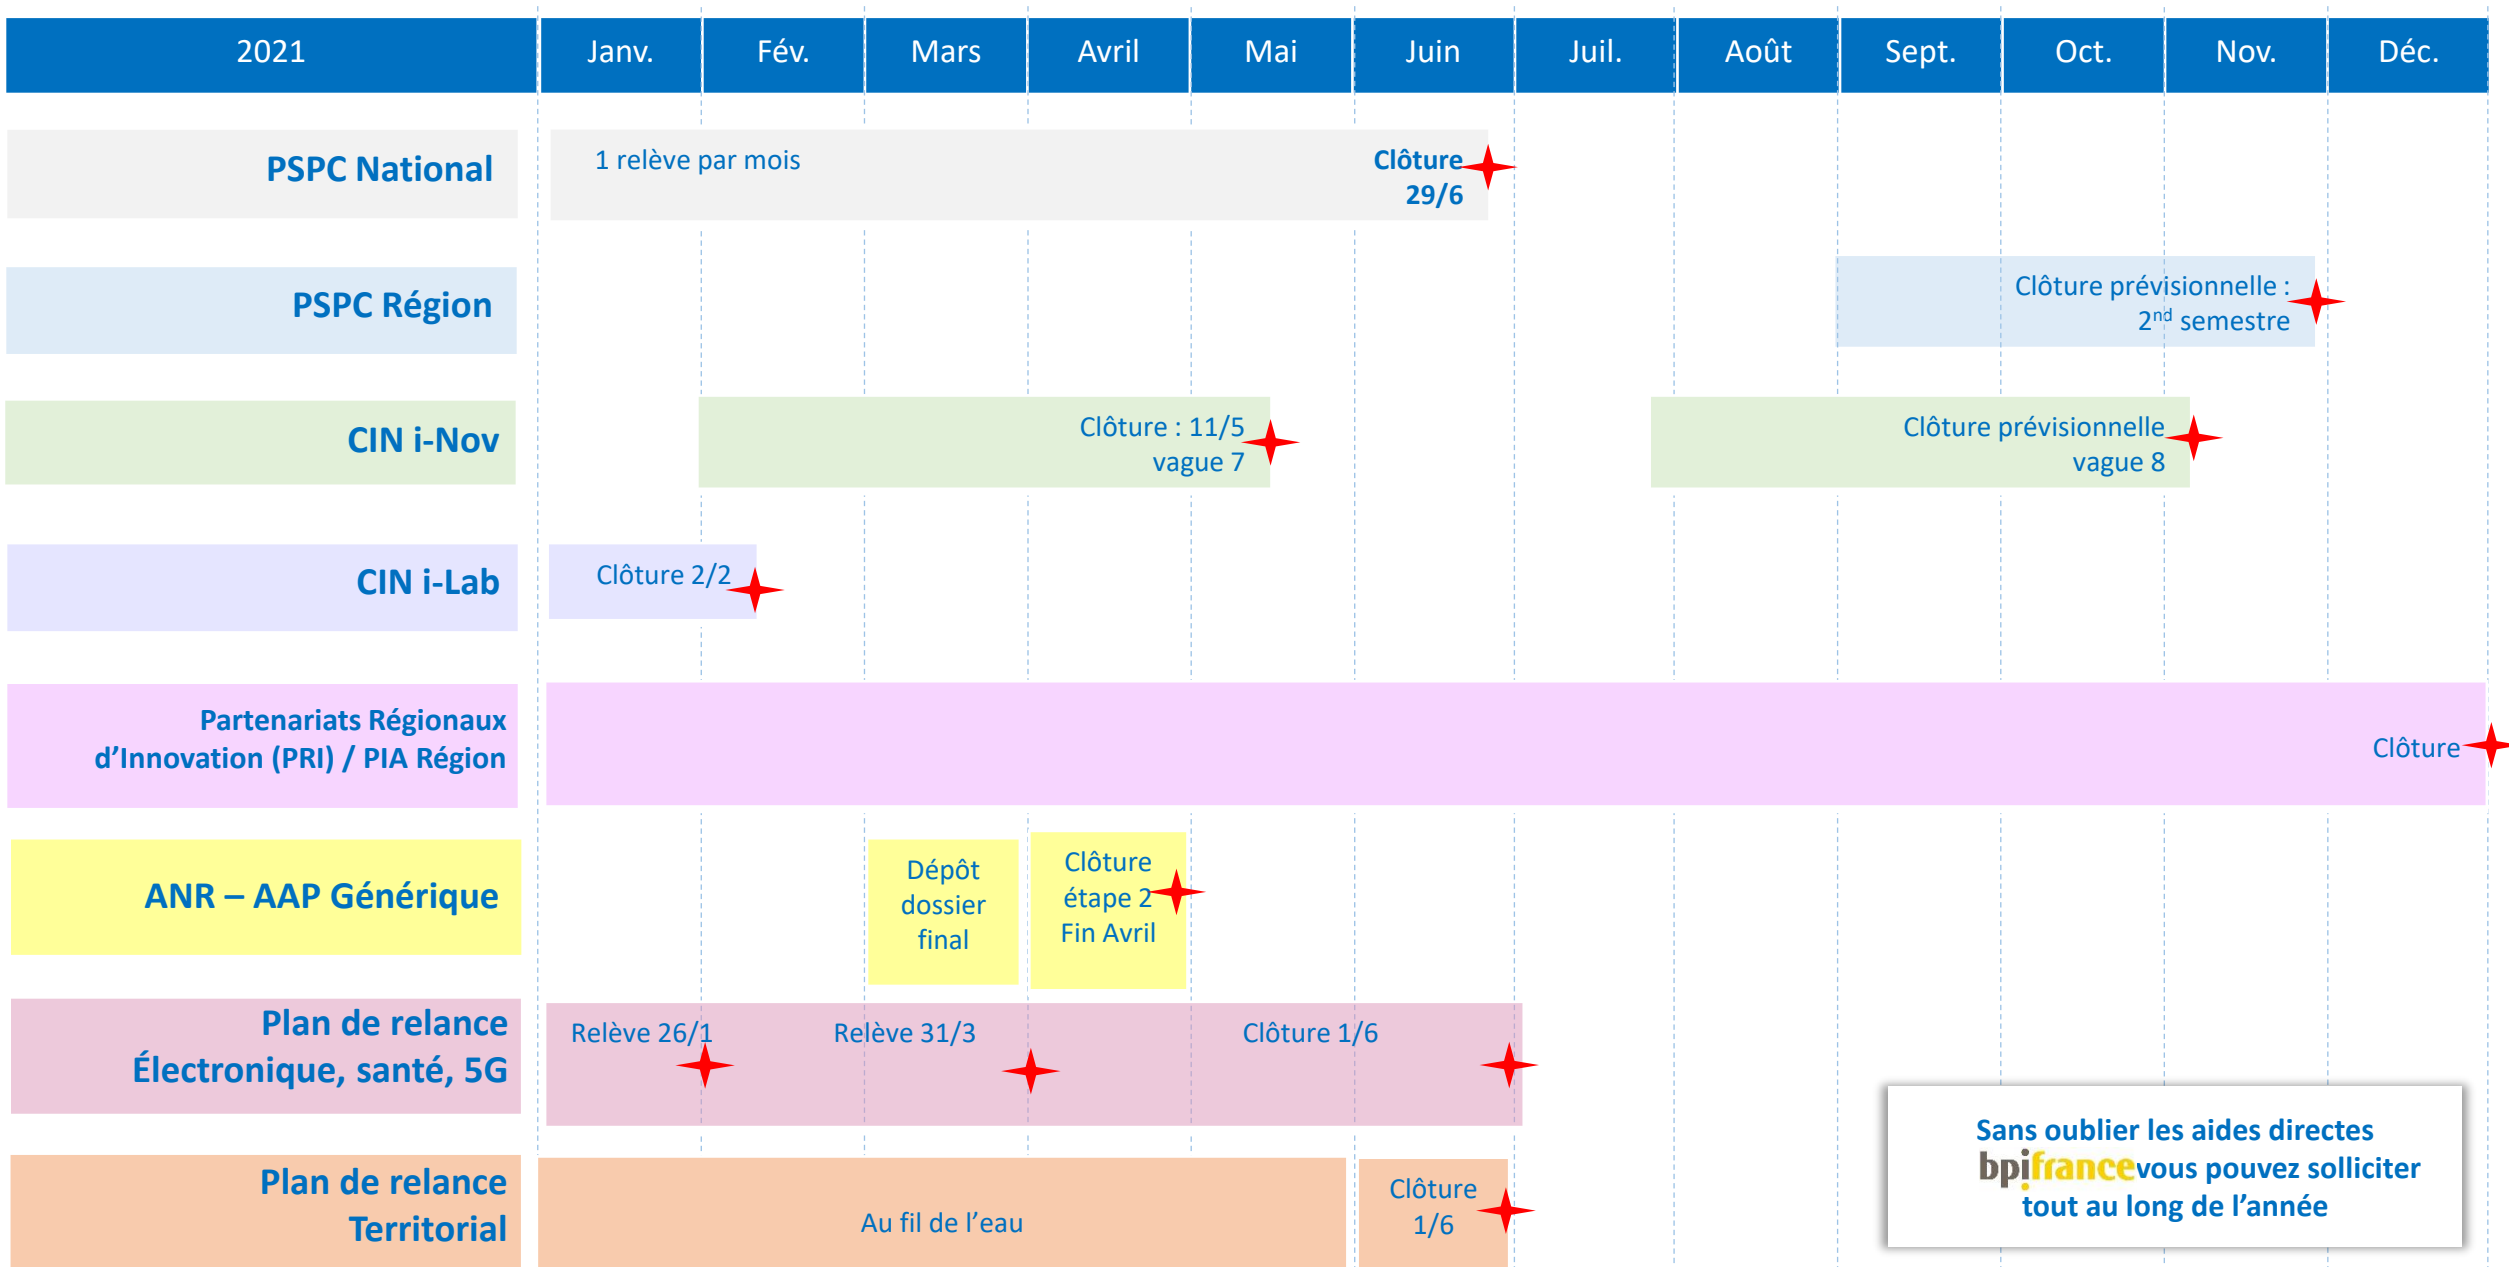 2021 Janv. Fév. Mars Avril Mai Juin Juil. Août Sept. Oct. Nov. Déc.
PSPC National
1 relève par mois
Clôture
29/6
PSPC Région
Clôture prévisionnelle :
2nd semestre
CIN i-Nov
Clôture : 11/5
vague 7
Clôture prévisionnelle
vague 8
CIN i-Lab
Clôture 2/2
Partenariats Régionaux
d’Innovation (PRI) / PIA Région
Clôture
ANR – AAP Générique
Dépôt
dossier
final
Clôture
étape 2
Fin Avril
Plan de relance
Électronique, santé, 5G
Relève 26/1
Relève 31/3
Clôture 1/6
Plan de relance
Territorial
Au fil de l’eau
Clôture
1/6
Sans oublier les aides directes
bpifrance vous pouvez solliciter
tout au long de l’année